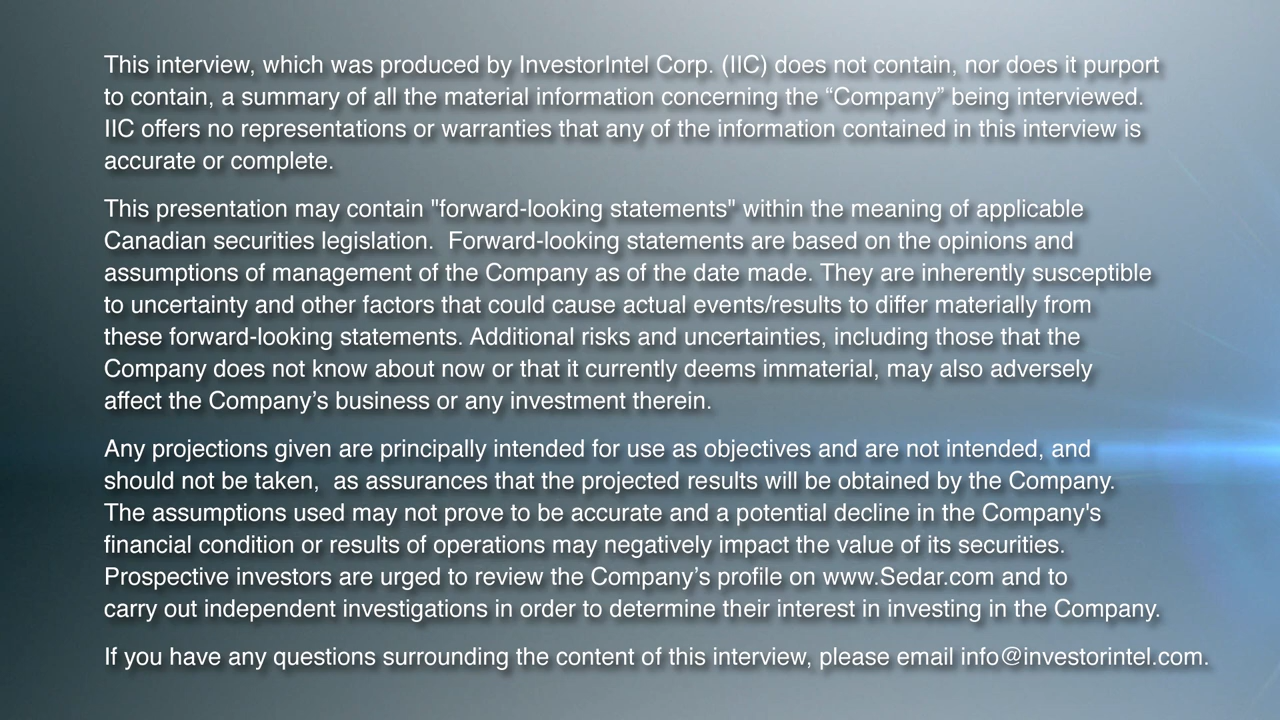 This interview, which was produced by InvestorIntel Corp. (IIC) does not contain, nor does it purport
to contain, a summary of all the material information concerning the “Company” being interviewed.
IIC offers no representations or warranties that any of the information contained in this interview is
accurate or complete.
This presentation may contain "forward-looking statements" within the meaning of applicable
Canadian securities legislation.  Forward-looking statements are based on the opinions and
assumptions of management of the Company as of the date made. They are inherently susceptible
to uncertainty and other factors that could cause actual events/results to differ materially from
these forward-looking statements. Additional risks and uncertainties, including those that the
Company does not know about now or that it currently deems immaterial, may also adversely
affect the Company’s business or any investment therein.
Any projections given are principally intended for use as objectives and are not intended, and
should not be taken,  as assurances that the projected results will be obtained by the Company.
The assumptions used may not prove to be accurate and a potential decline in the Company's
financial condition or results of operations may negatively impact the value of its securities.
Prospective investors are urged to review the Company’s profile on www.Sedar.com and to
carry out independent investigations in order to determine their interest in investing in the Company.
If you have any questions surrounding the content of this interview, please email info@investorintel.com.